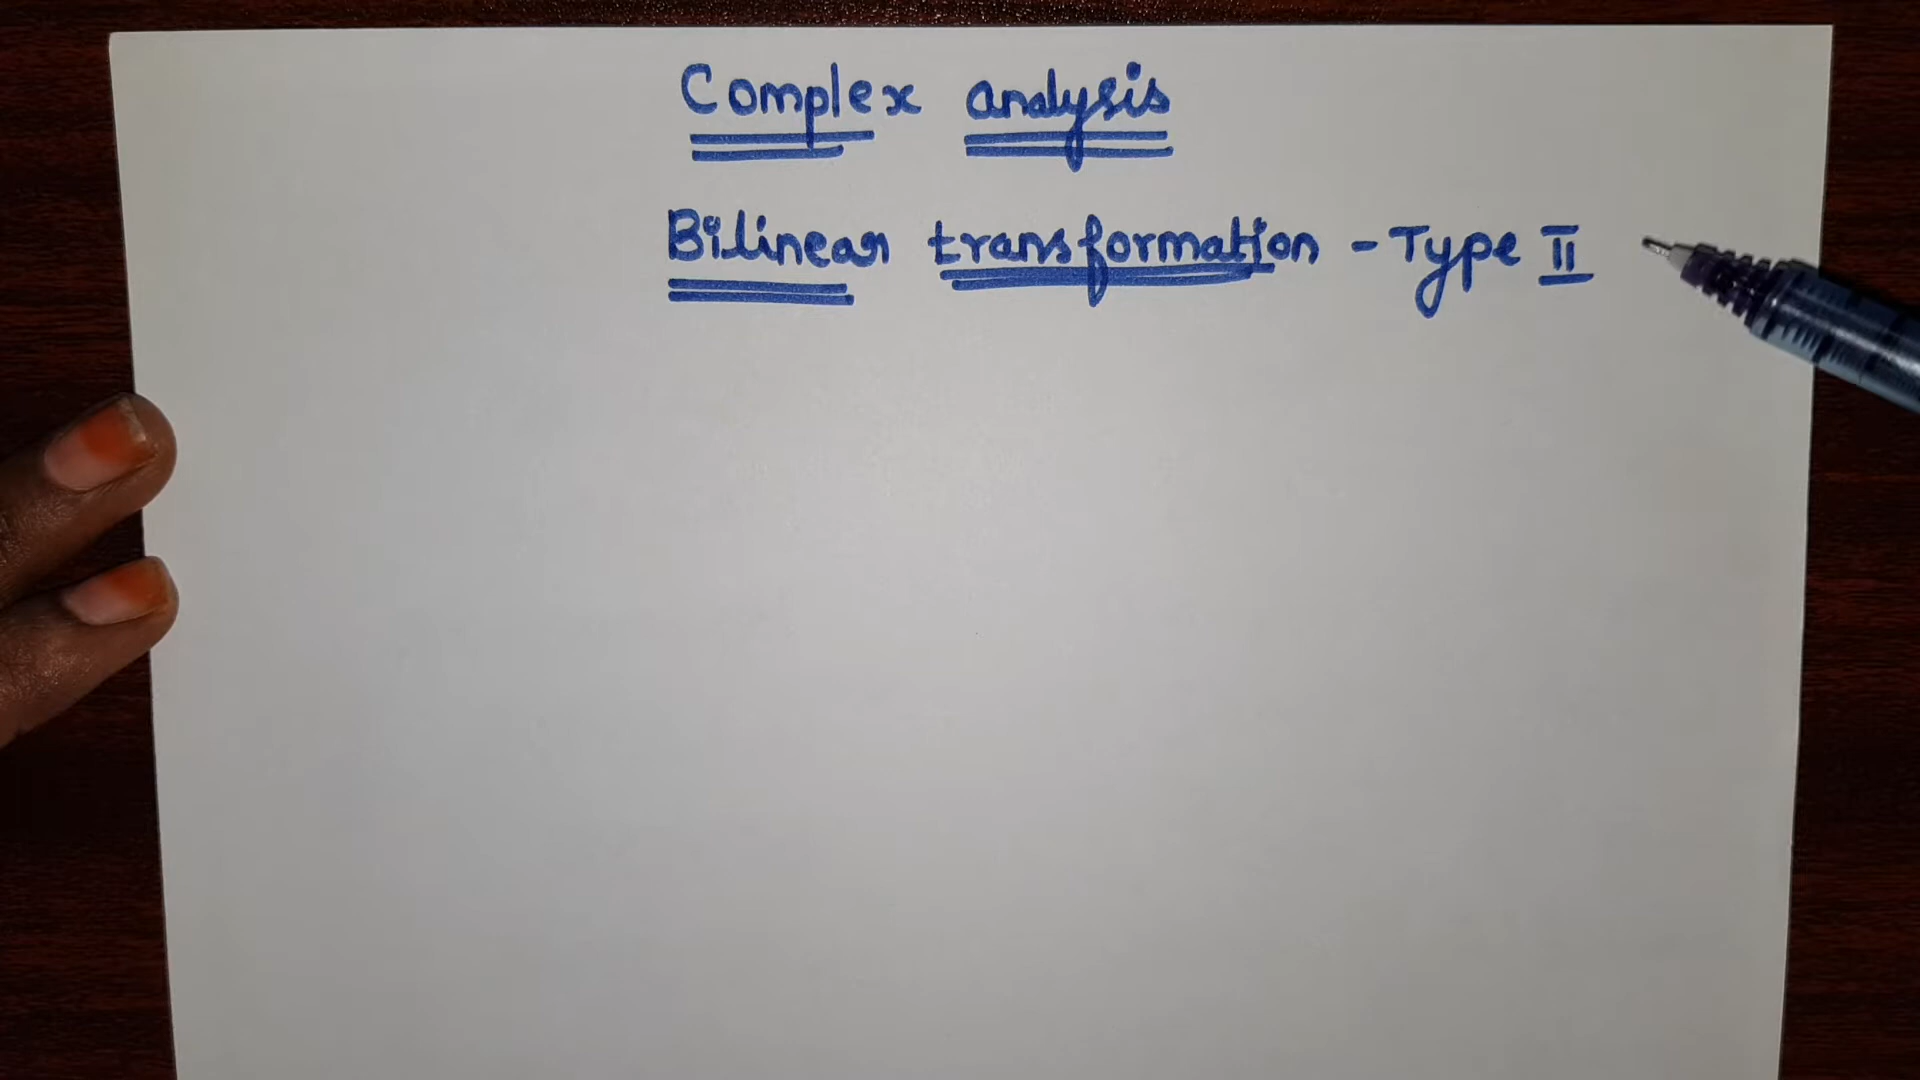 Complex analysis
Bilinear transformation - Type II